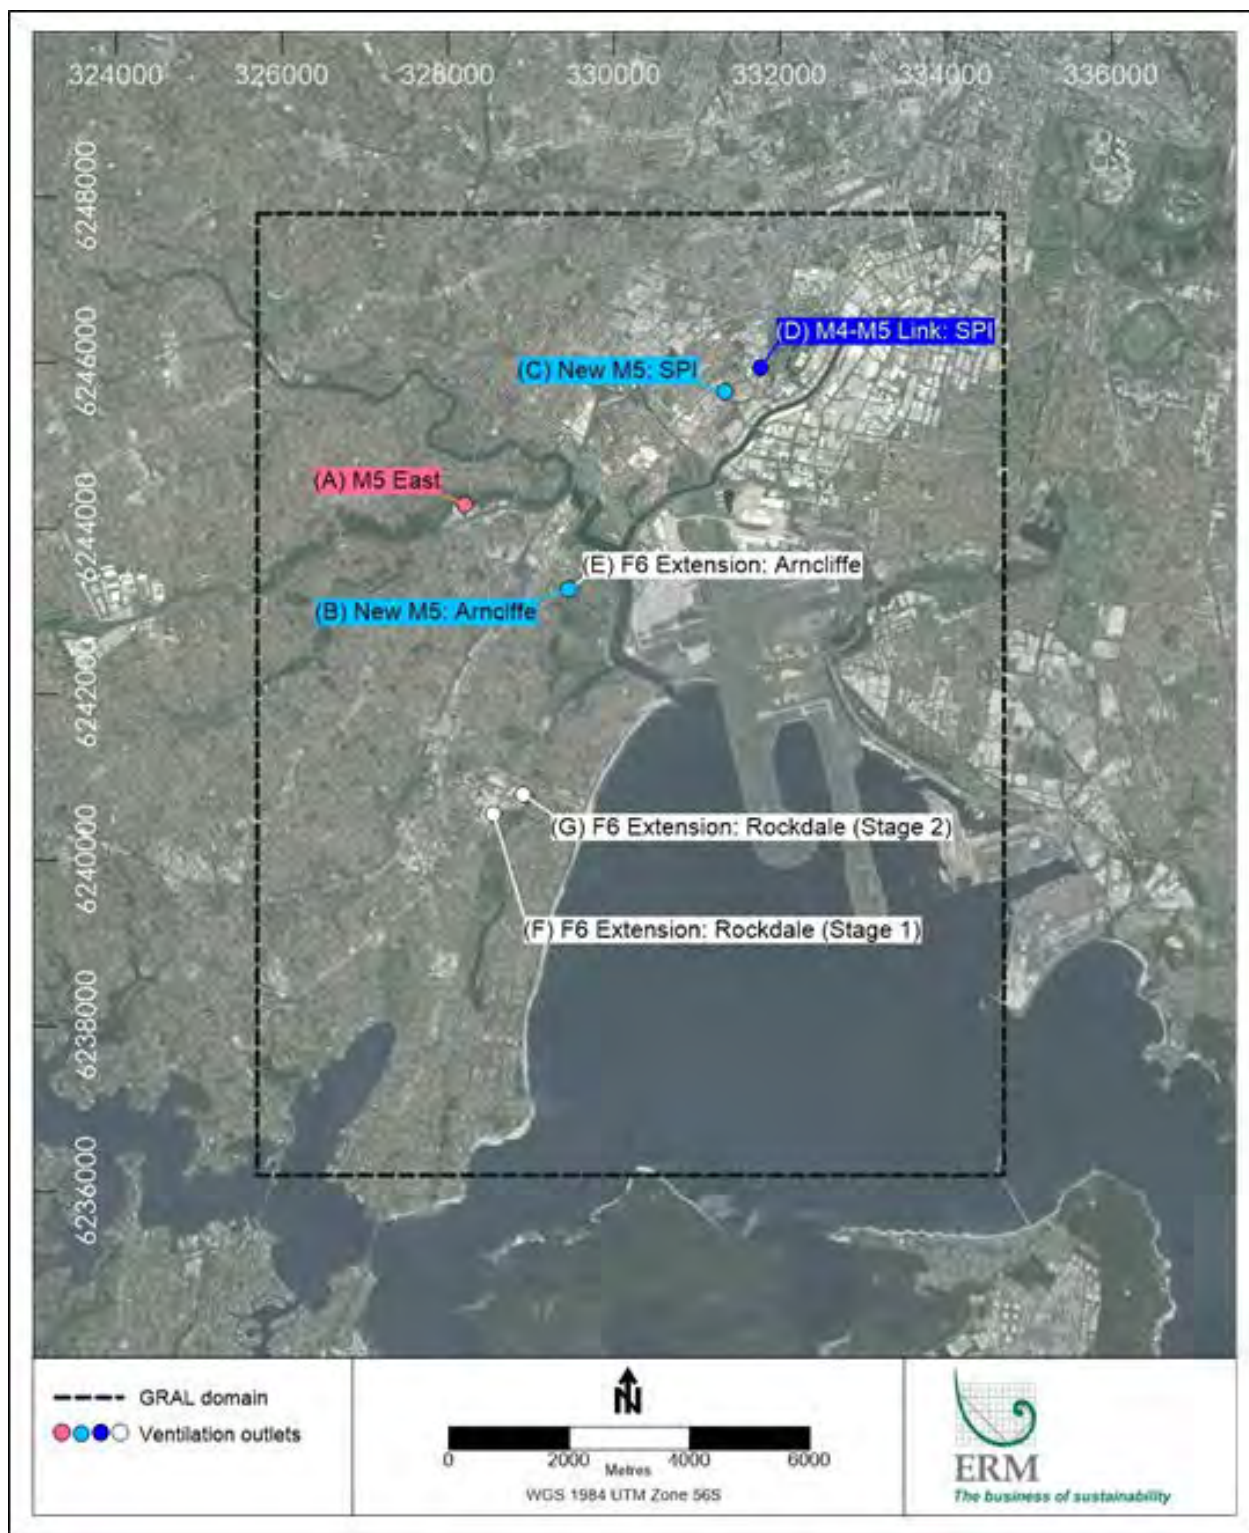 324000 326000 328000 330000 332000 334000 336000
6248000
6246000
6244000
6242000
6240000
6238000
6236000
(D) M4-M5 Link: SPI
(C) New M5: SPI
(A) M5 East
(E) F6 Extension: Arncliffe
(B) New M5: Arncliffe
(G) F6 Extension: Rockdale (Stage 2)
(F) F6 Extension: Rockdale (Stage 1)
GRAL domain
Ventilation outlets
N
0 2000 4000 6000
Metres
WGS 1984 UTM Zone 56S
ERM
The business of sustainability